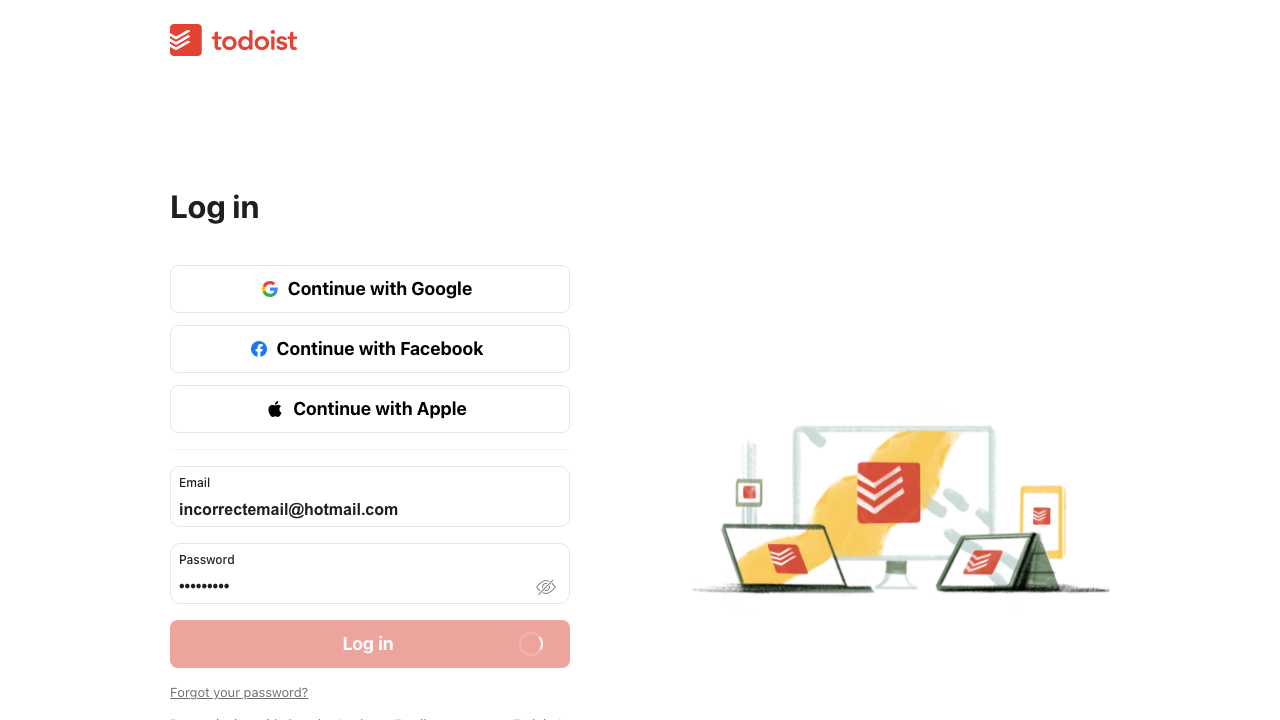 todoist
Log in
Continue with Google
Continue with Facebook
Continue with Apple
Email
incorrectemail@hotmail.com
Password
•••••••••
Log in
Forgot your password?